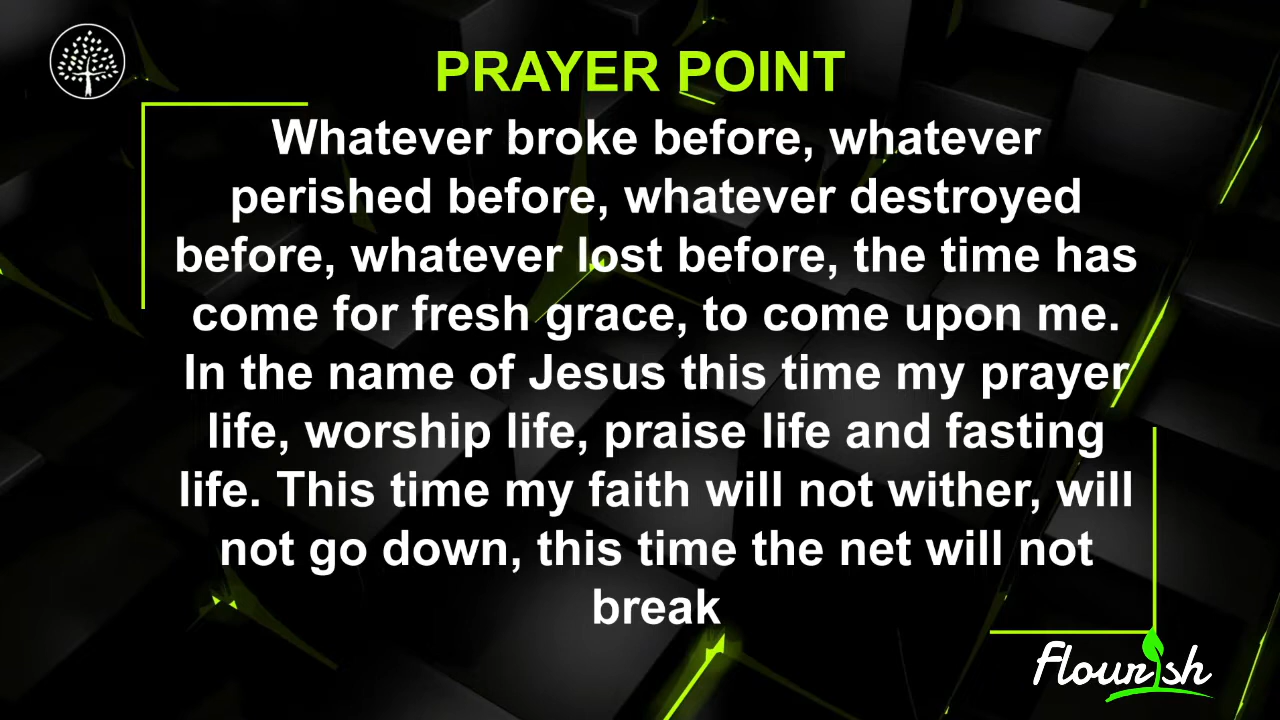 PRAYER POINT
Whatever broke before, whatever
perished before, whatever destroyed
before, whatever lost before, the time has
come for fresh grace, to come upon me.
In the name of Jesus this time my prayer
life, worship life, praise life and fasting
life. This time my faith will not wither, will
not go down, this time the net will not
break
flourish